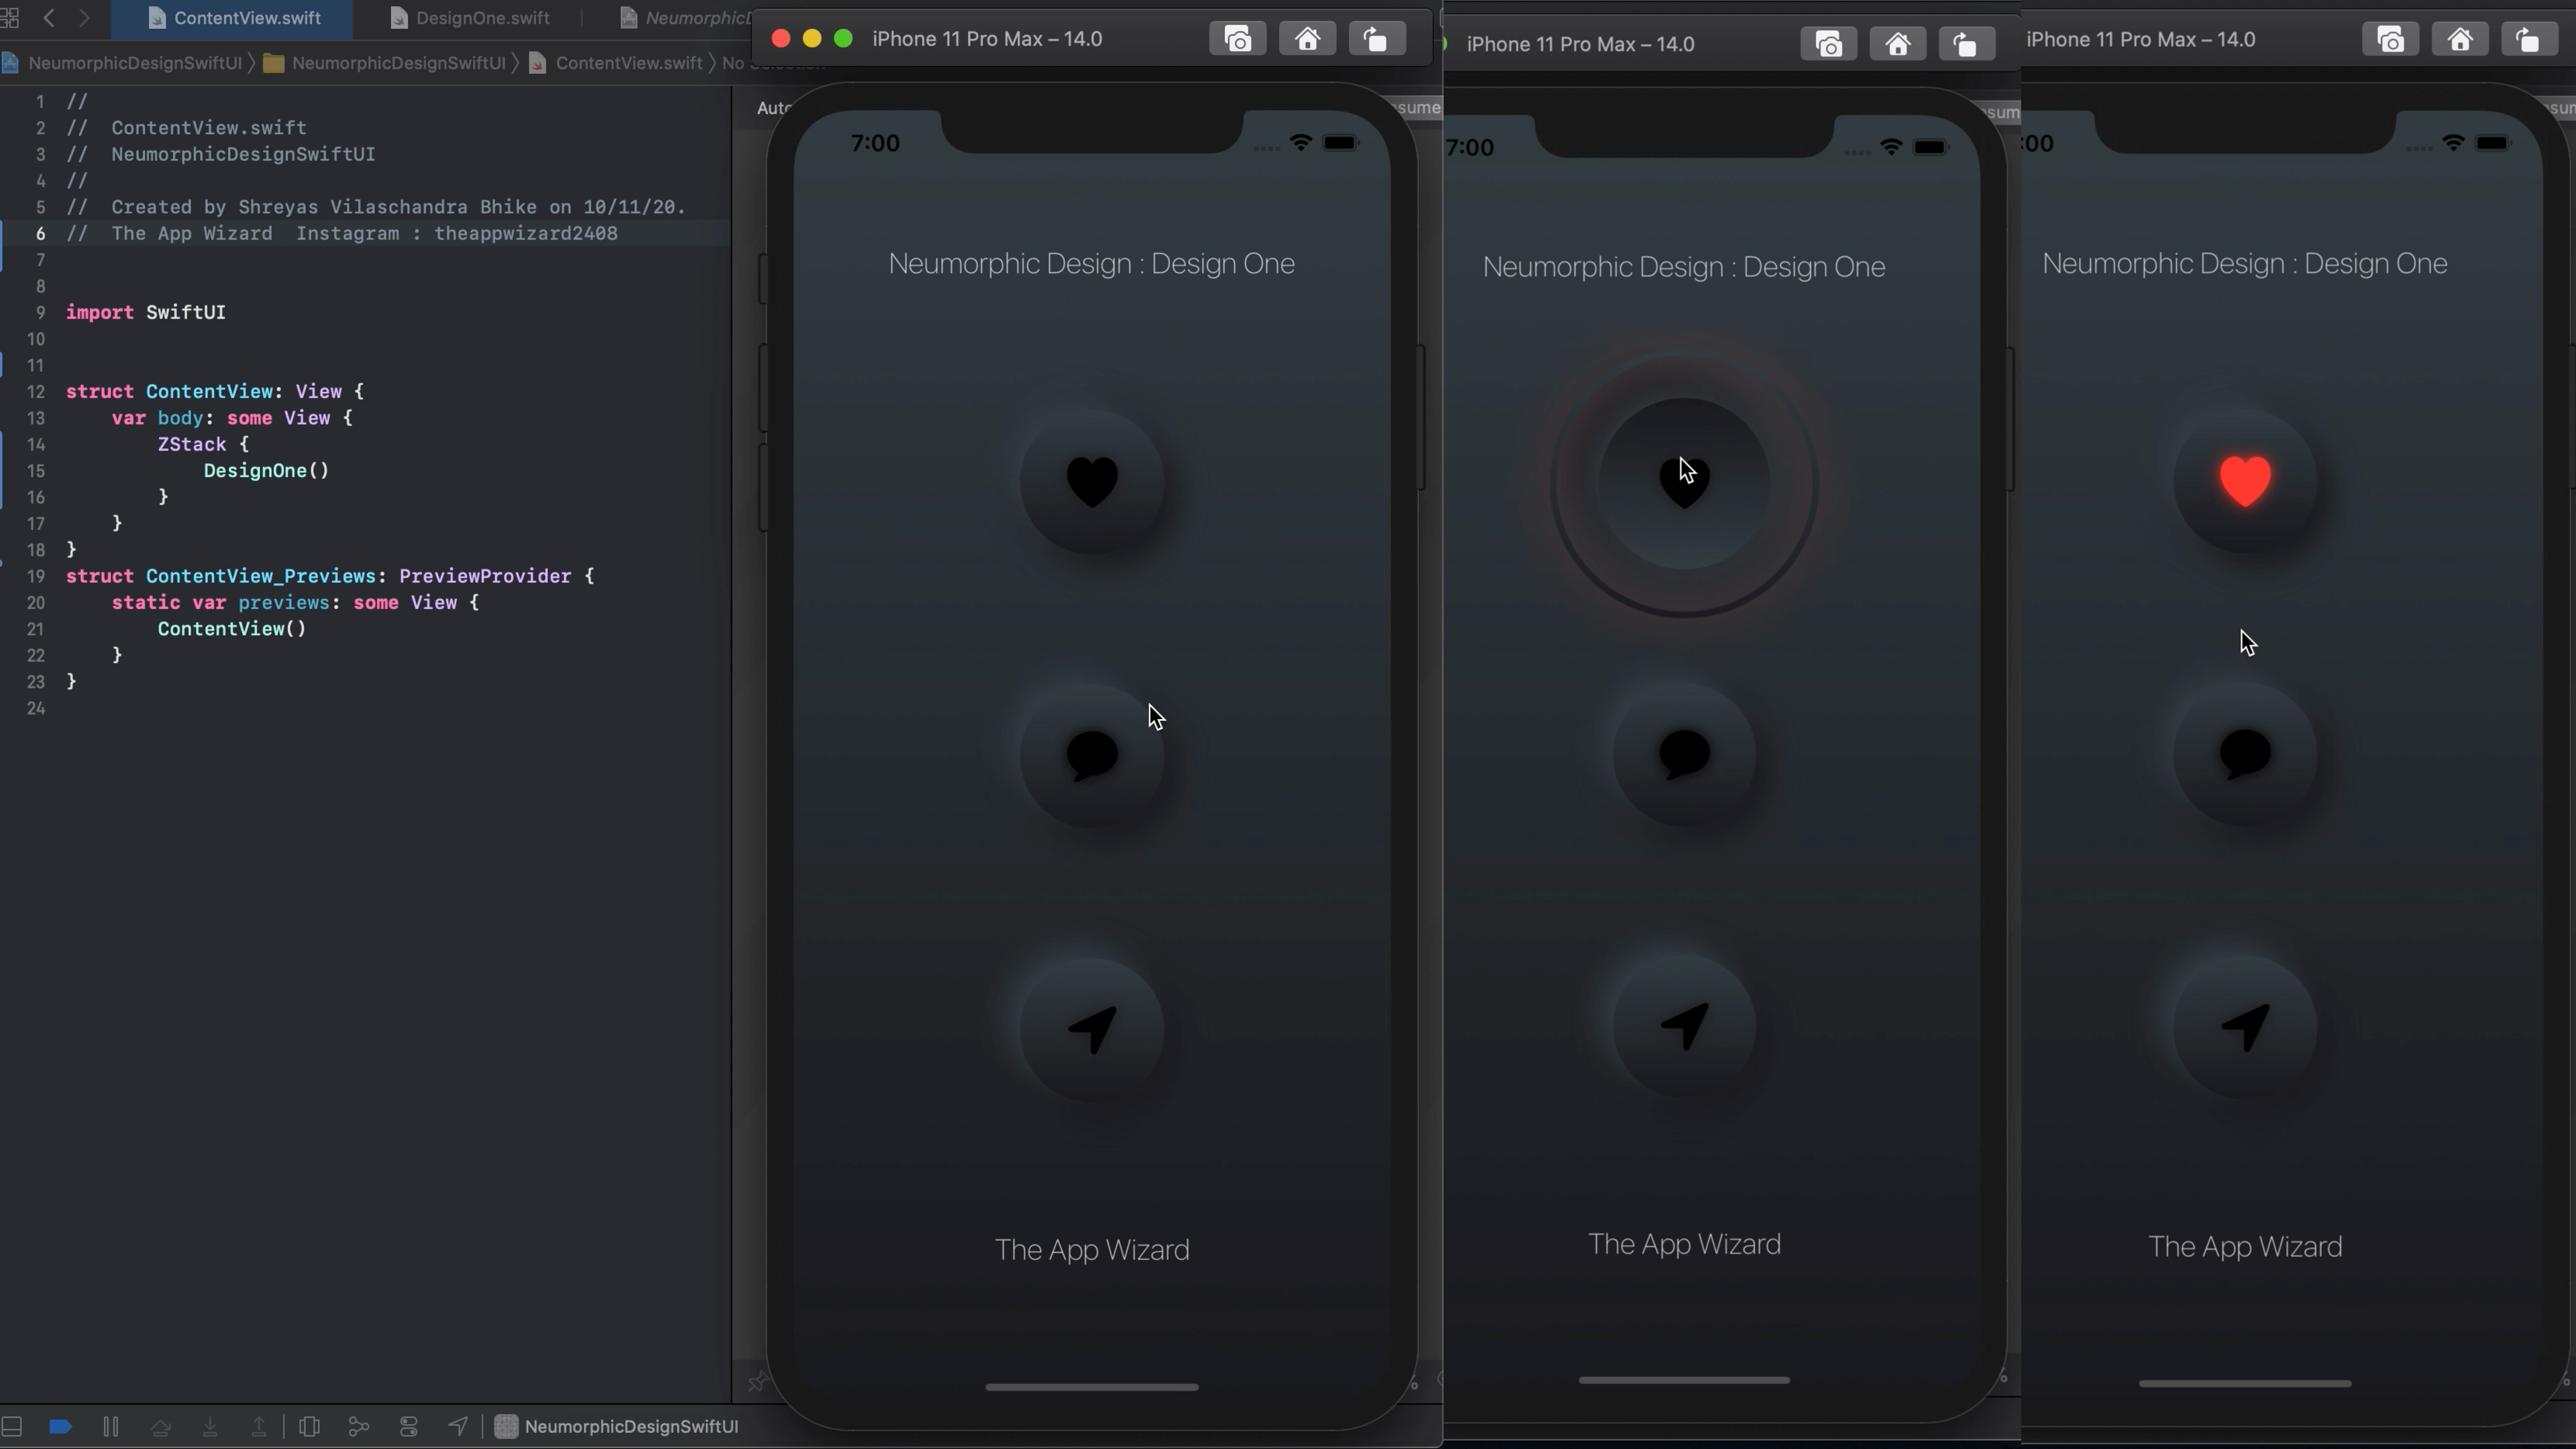 ContentView.swift
DesignOne.swift
NeumorphicD
NeumorphicDesignSwiftUI
NeumorphicDesignSwiftUI
ContentView.swift
No
1 //
2 // ContentView.swift
3 // NeumorphicDesignSwiftUI
4 //
5 // Created by Shreyas Vilaschandra Bhike on 10/11/20.
6 // The App Wizard Instagram : theappwizard2408
7
8
9 import SwiftUI
10
11
12 struct ContentView: View {
13 var body: some View {
14 ZStack {
15 DesignOne()
16 }
17 }
18 }
19 struct ContentView_Previews: PreviewProvider {
20 static var previews: some View {
21 ContentView()
22 }
23 }
24
NeumorphicDesignSwiftUI
iPhone 11 Pro Max – 14.0
Auto
sume
7:00
Neumorphic Design : Design One
The App Wizard
iPhone 11 Pro Max – 14.0
sum
7:00
Neumorphic Design : Design One
The App Wizard
iPhone 11 Pro Max – 14.0
sum
:00
Neumorphic Design : Design One
The App Wizard